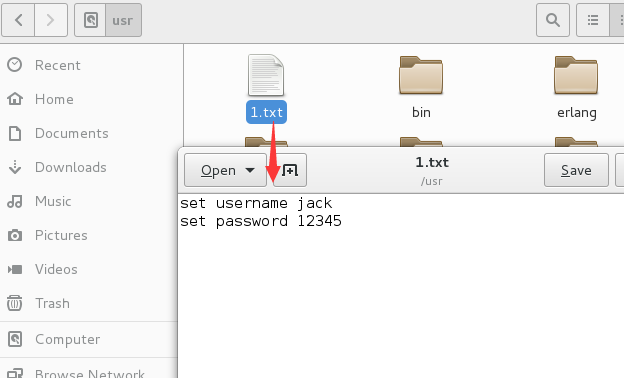 usr
Recent
Home
Documents
Downloads
Music
Pictures
Videos
Trash
Computer
Browse Network
1.txt
bin
erlang
Open
1.txt
/usr
Save
set username jack
set password 12345